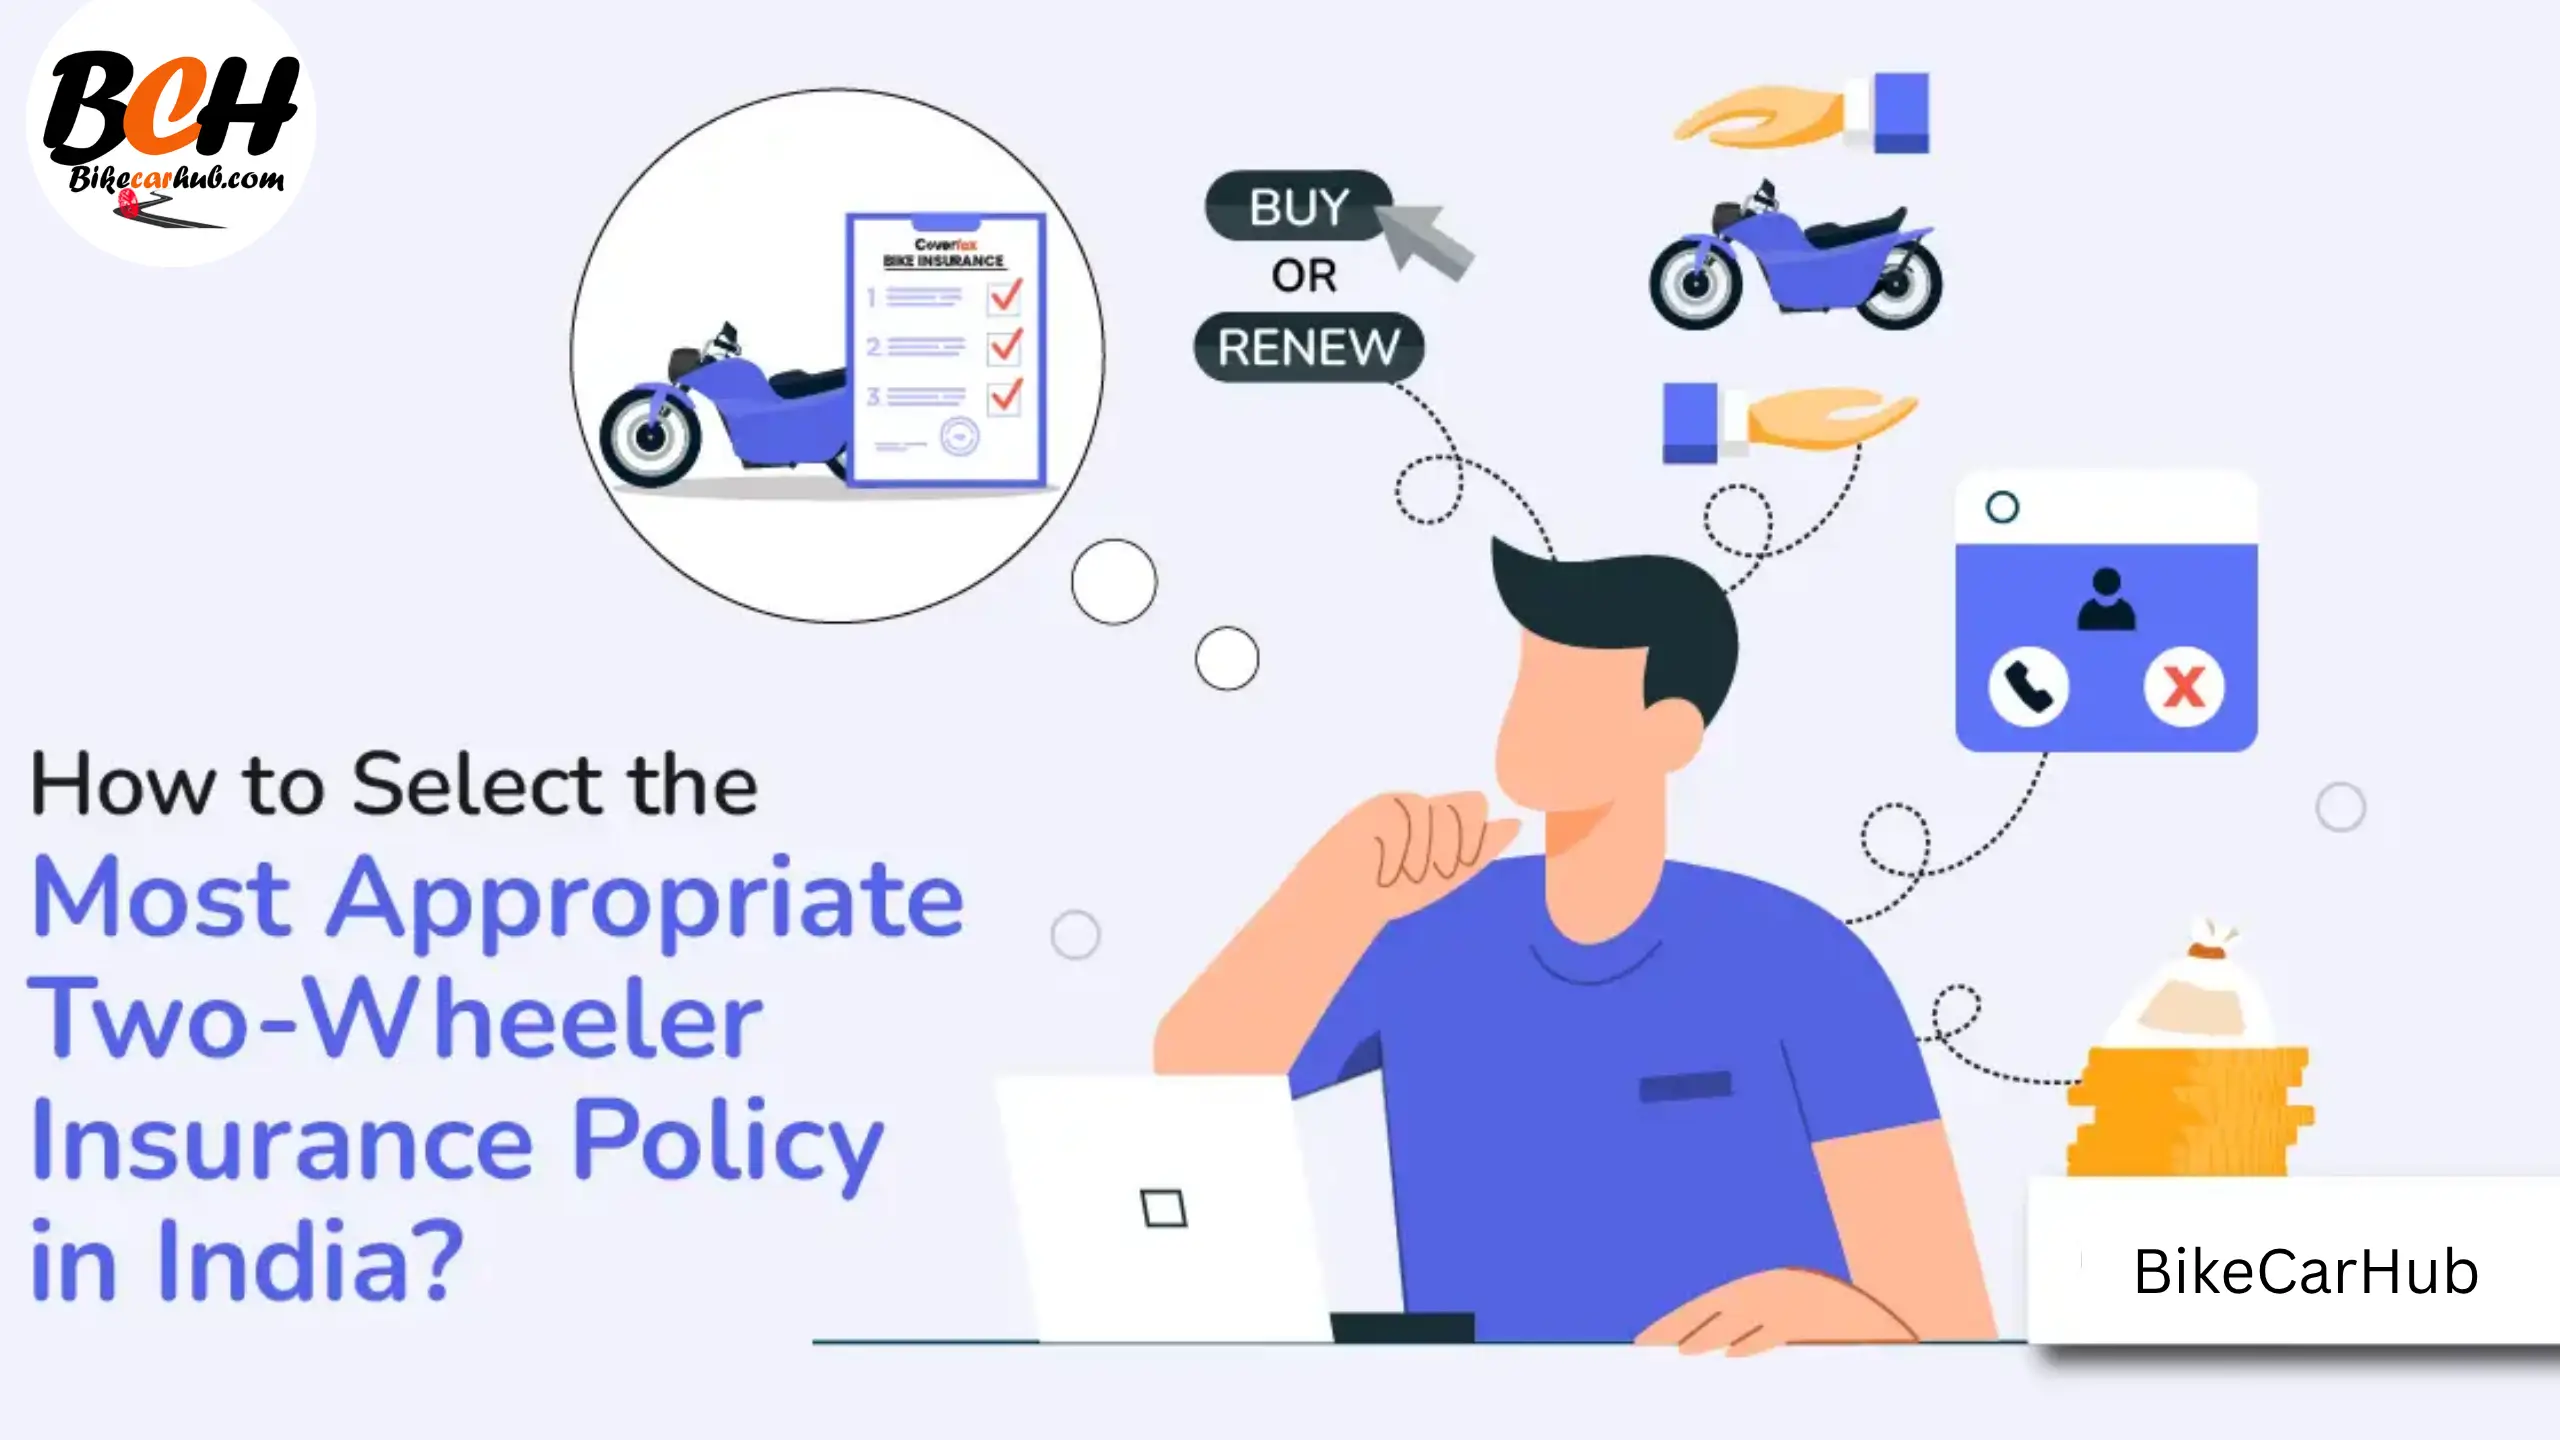 BCH
Bikecarhub.com
Coverfox
BIKE INSURANCE
1
2
3
BUY
OR
RENEW
X
How to Select the
Most Appropriate
Two-Wheeler
Insurance Policy
in India?
BikeCarHub